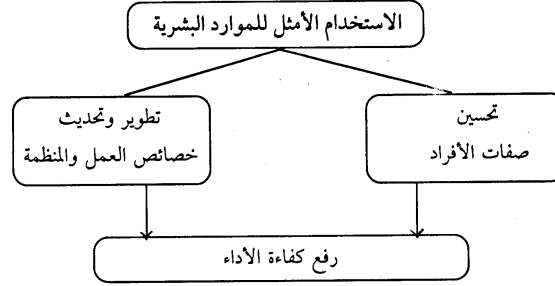 الاستخدام الأمثل للموارد البشرية
تحسين
صفات الأفراد
تطوير وتحديث
خصائص العمل والمنظمة
رفع كفاءة الأداء